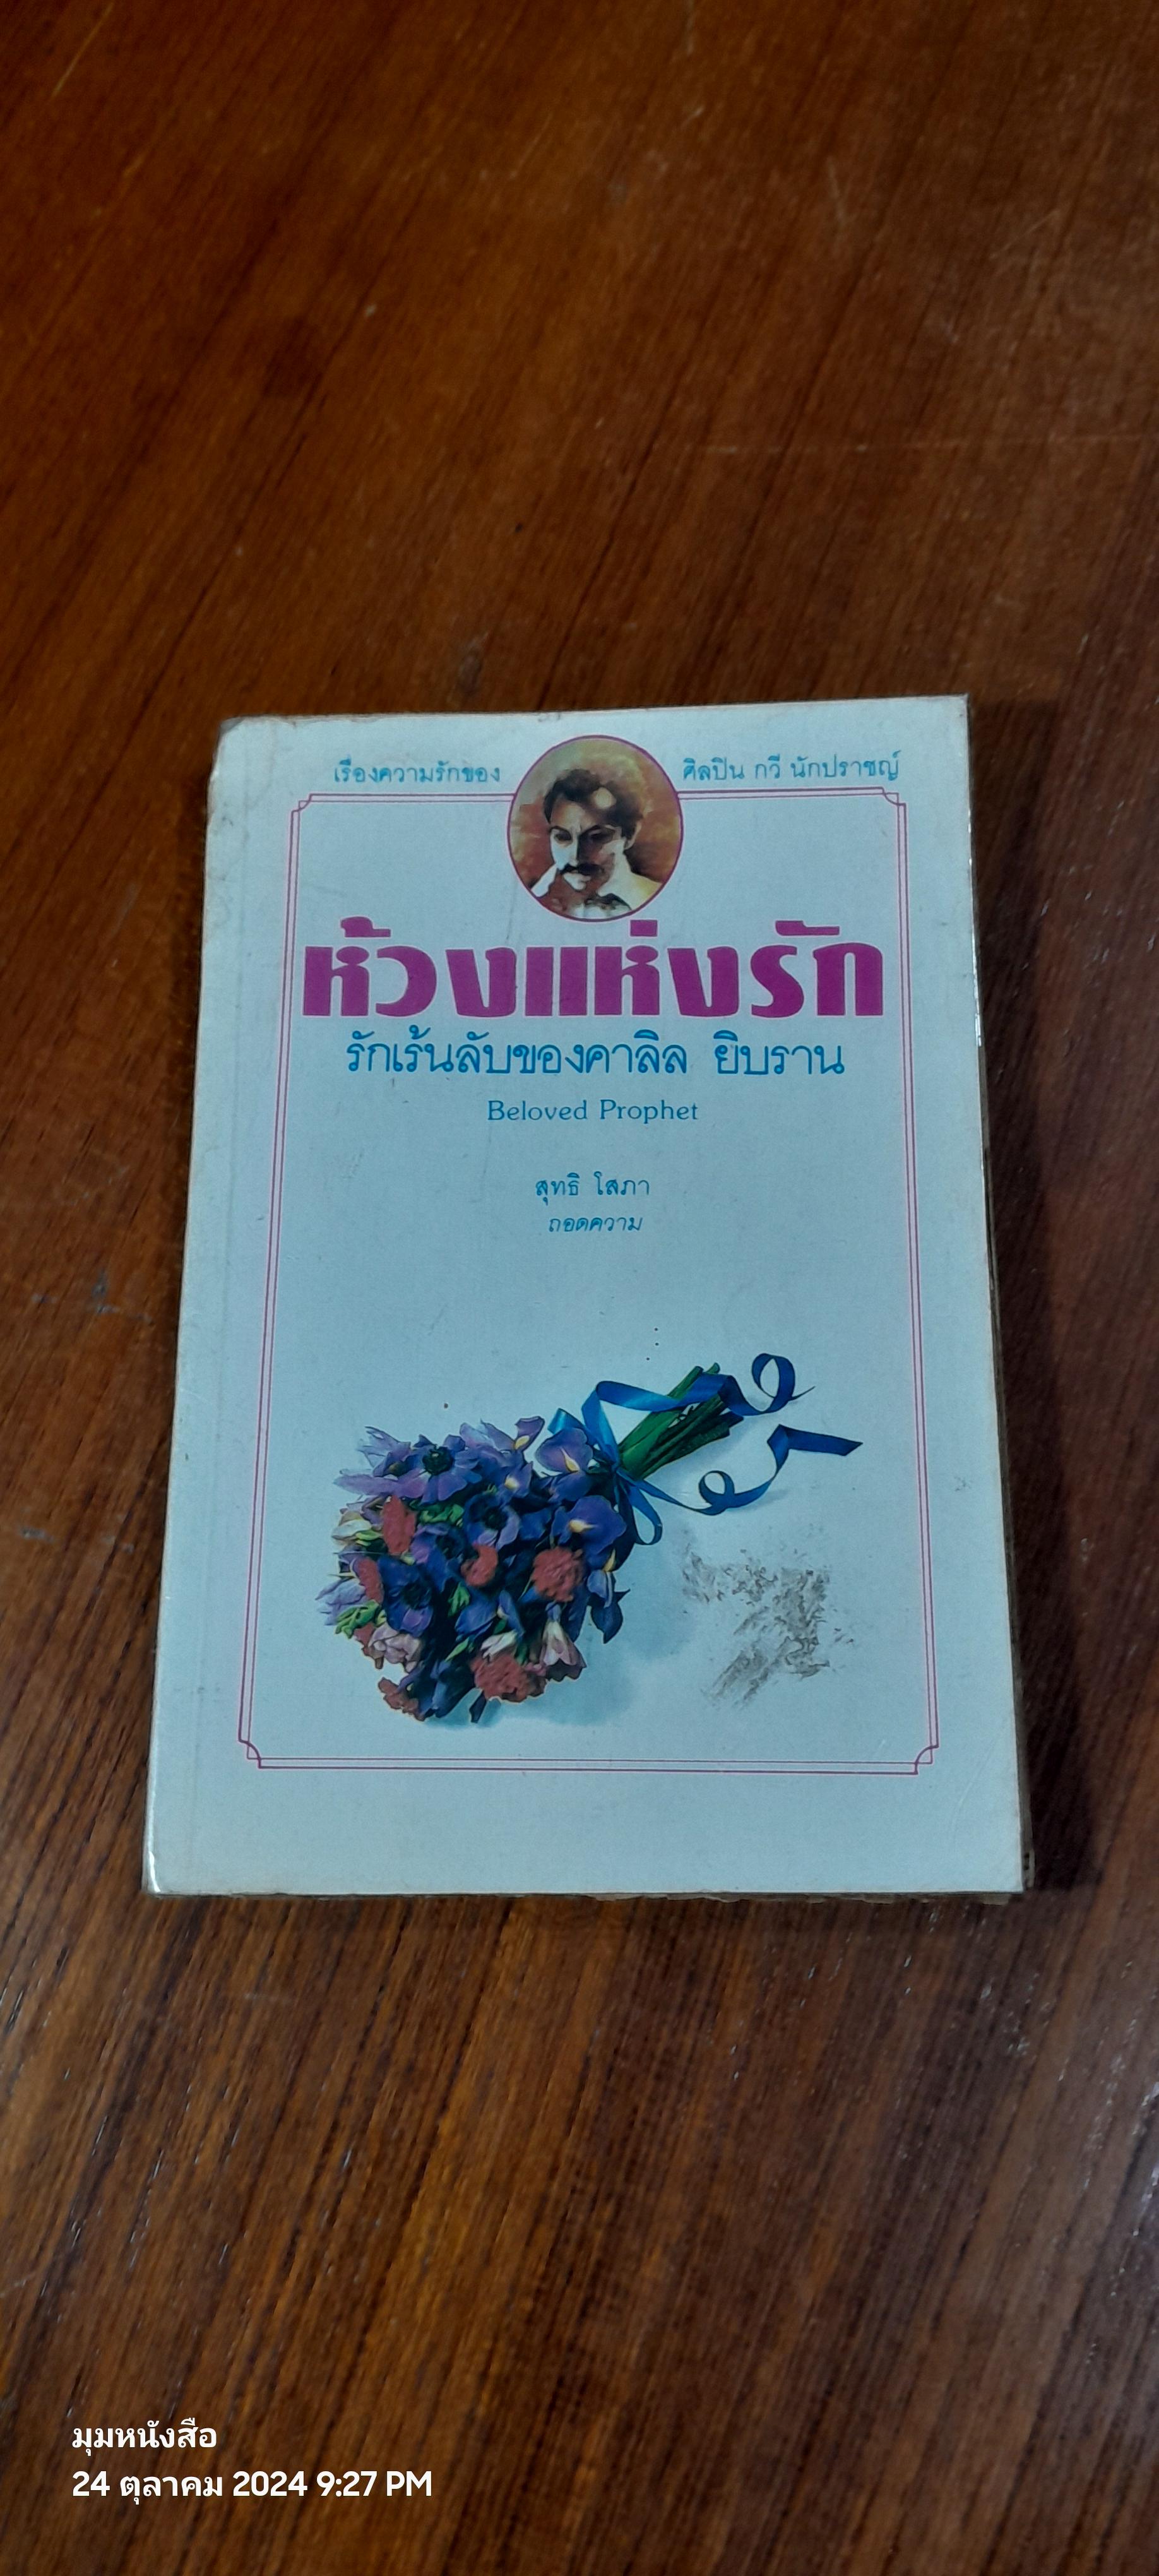 เรื่องความรักของ ศิลปิน กวี นักปราชญ์
ห้วงแห่งรัก
รักเร้นลับของคาลิล ยิบราน
Beloved Prophet
สุทธิ โสภา
ถอดความ
มุมหนังสือ
24 ตุลาคม 2024 9:27 PM